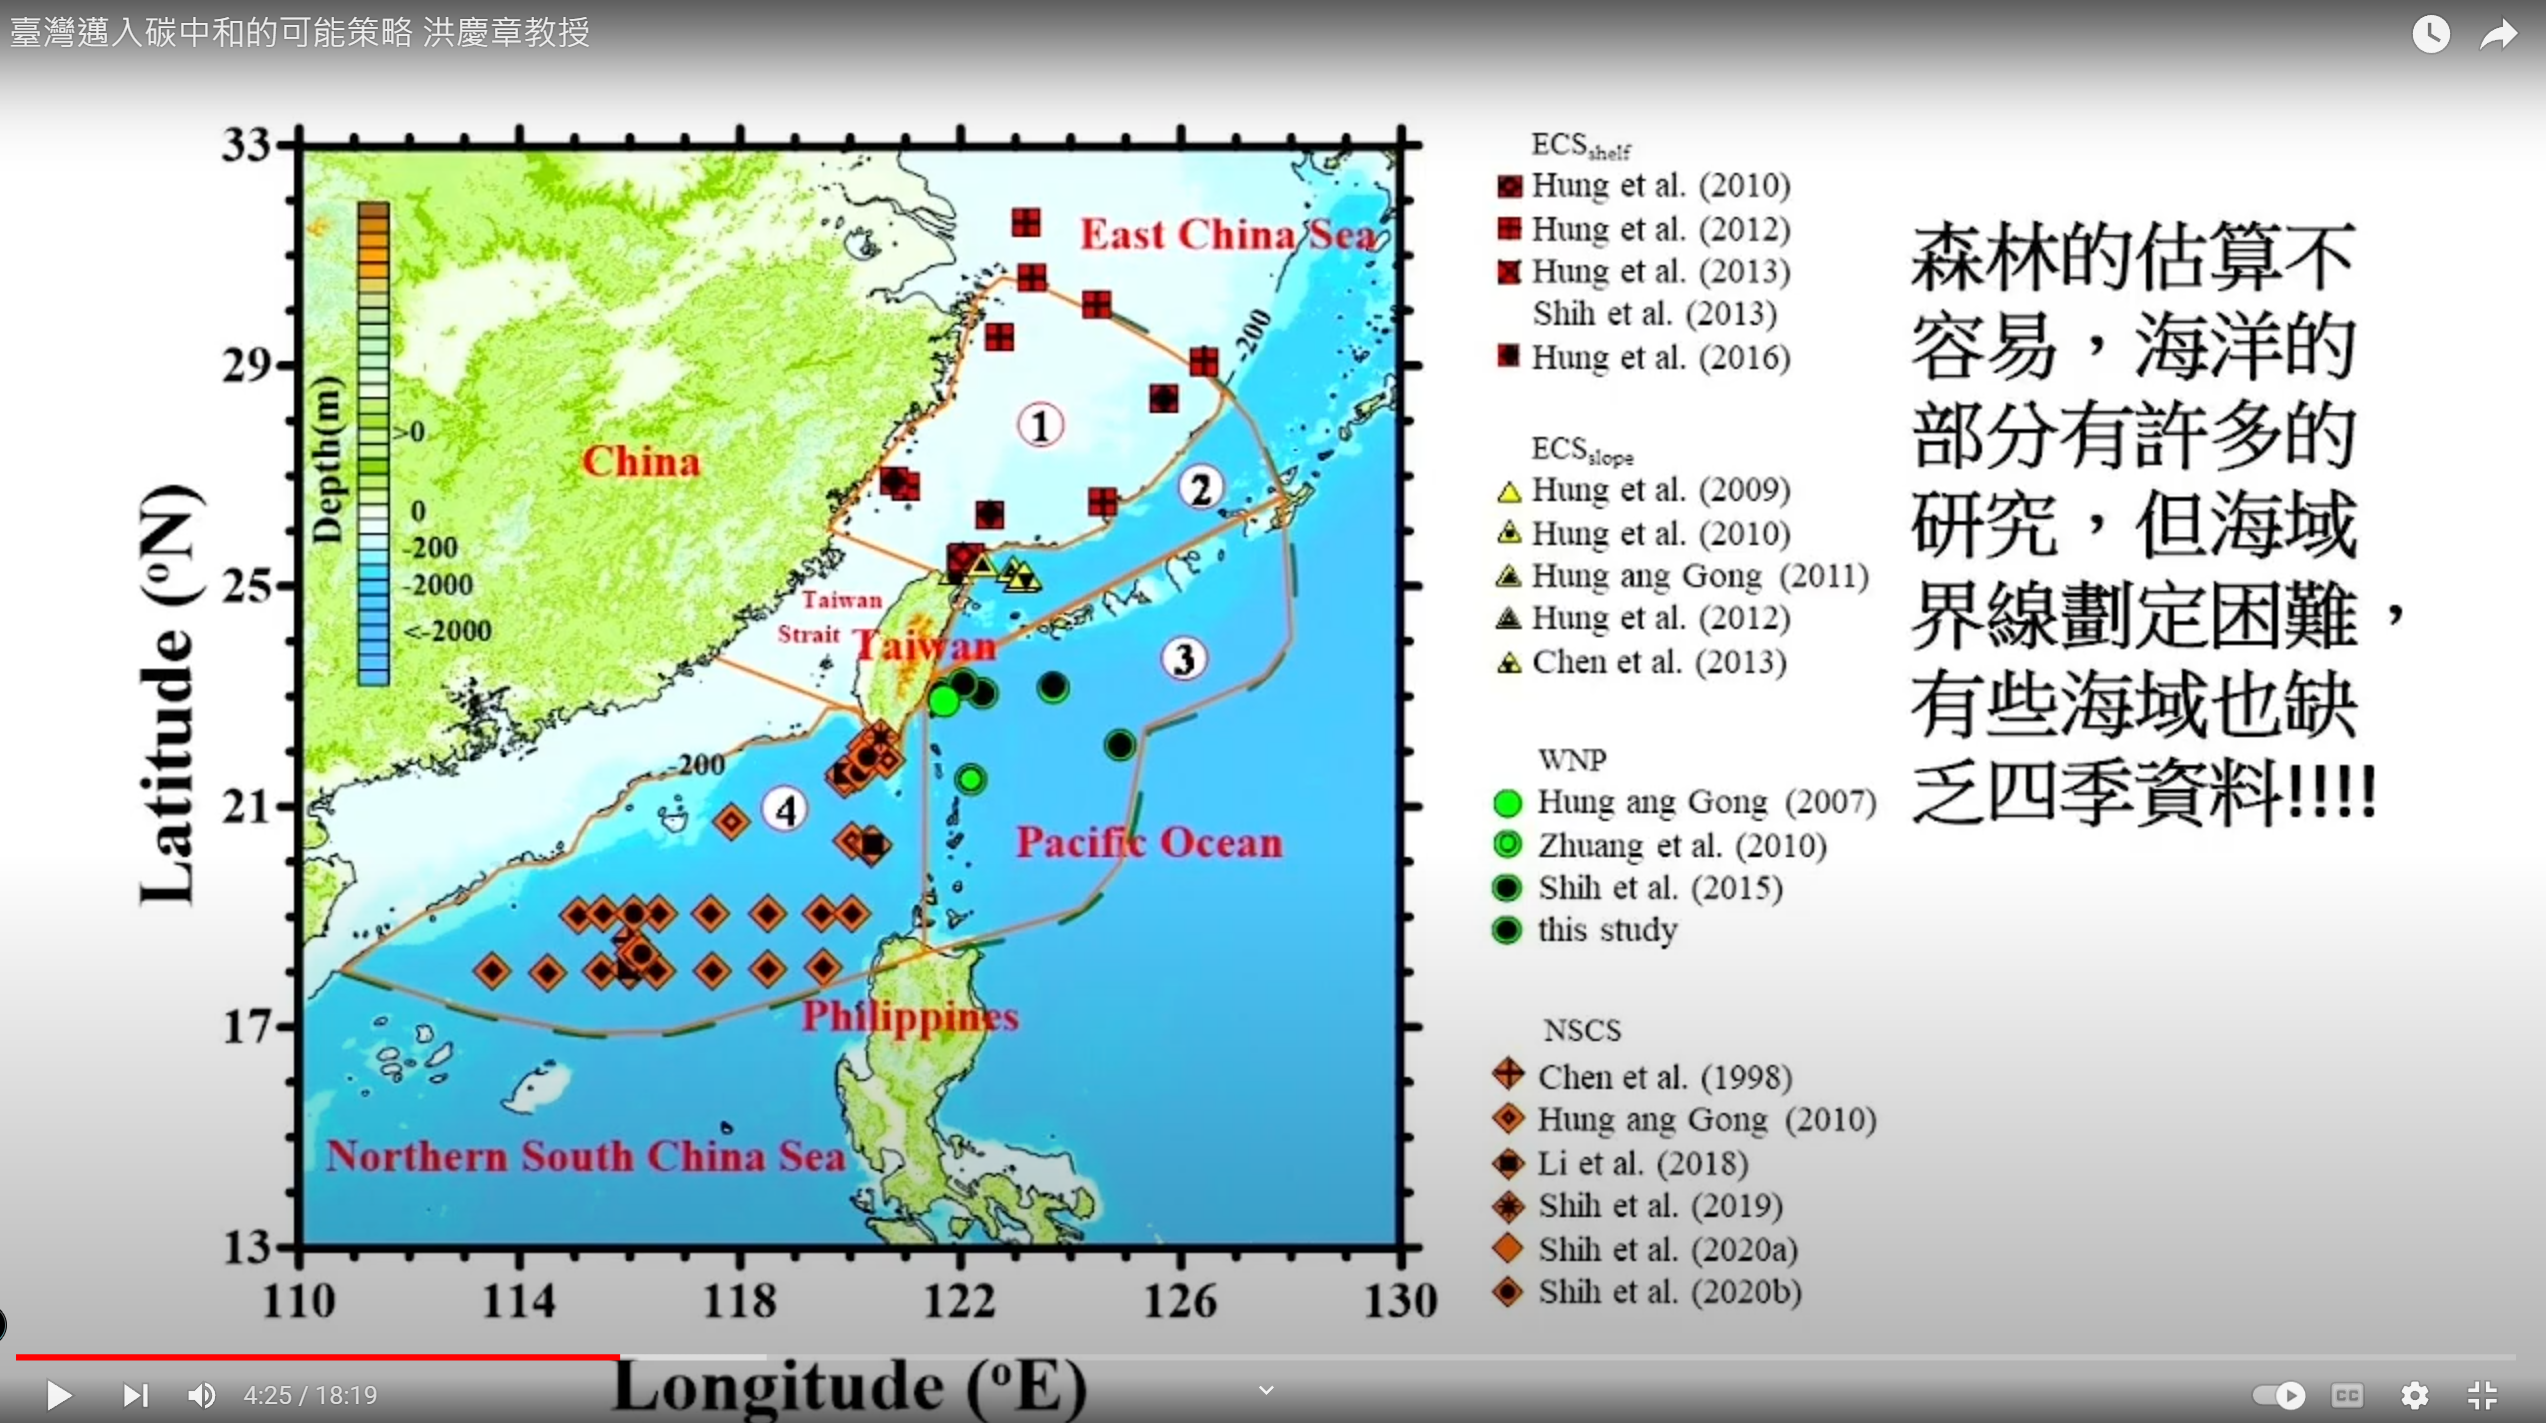 臺灣邁入碳中和的可能策略 洪慶章教授
33
29
25
21
17
13
Latitude (°N)
110 114 118 122 126 130
Longitude (°E)
Depth(m)
>0
0
-200
-2000
<-2000
East China Sea
-200
China
1
2
Taiwan
Strait
Taiwan
3
-200
4
Pacific Ocean
Philippines
Northern South China Sea
ECSshelf
Hung et al. (2010)
Hung et al. (2012)
Hung et al. (2013)
Shih et al. (2013)
Hung et al. (2016)
ECSslope
Hung et al. (2009)
Hung et al. (2010)
Hung ang Gong (2011)
Hung et al. (2012)
Chen et al. (2013)
WNP
Hung ang Gong (2007)
Zhuang et al. (2010)
Shih et al. (2015)
this study
NSCS
Chen et al. (1998)
Hung ang Gong (2010)
Li et al. (2018)
Shih et al. (2019)
Shih et al. (2020a)
Shih et al. (2020b)
森林的估算不
容易，海洋的
部分有許多的
研究，但海域
界線劃定困難，
有些海域也缺
乏四季資料!!!!
4:25 / 18:19
CC